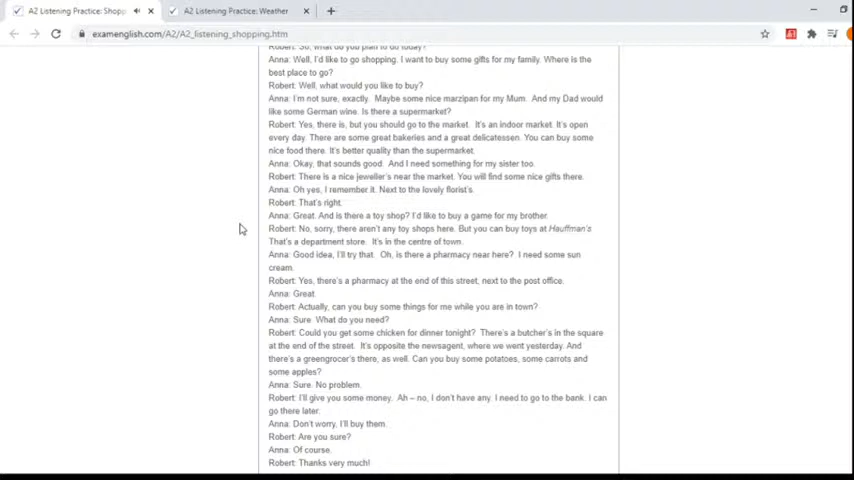 A2 Listening Practice: Shopp
A2 Listening Practice: Weather
examenglish.com/A2/A2_listening_shopping.htm
Robert: So, what do you plan to do today?
Anna: Well, I'd like to go shopping. I want to buy some gifts for my family. Where is the
best place to go?
Robert: Well, what would you like to buy?
Anna: I'm not sure, exactly. Maybe some nice marzipan for my Mum. And my Dad would
like some German wine. Is there a supermarket?
Robert: Yes, there is, but you should go to the market. It's an indoor market. It's open
every day. There are some great bakeries and a great delicatessen. You can buy some
nice food there. It's better quality than the supermarket.
Anna: Okay, that sounds good. And I need something for my sister too.
Robert: There is a nice jeweller's near the market. You will find some nice gifts there.
Anna: Oh yes, I remember it. Next to the lovely florist's.
Robert: That's right.
Anna: Great. And is there a toy shop? I'd like to buy a game for my brother.
Robert: No, sorry, there aren't any toy shops here. But you can buy toys at Hauffman's
That's a department store. It's in the centre of town.
Anna: Good idea, I'll try that. Oh, is there a pharmacy near here? I need some sun
cream.
Robert: Yes, there's a pharmacy at the end of this street, next to the post office.
Anna: Great.
Robert: Actually, can you buy some things for me while you are in town?
Anna: Sure. What do you need?
Robert: Could you get some chicken for dinner tonight? There's a butcher's in the square
at the end of the street. It's opposite the newsagent, where we went yesterday. And
there's a greengrocer's there, as well. Can you buy some potatoes, some carrots and
some apples?
Anna: Sure. No problem.
Robert: I'll give you some money. Ah – no, I don't have any. I need to go to the bank. I can
go there later.
Anna: Don't worry, I'll buy them.
Robert: Are you sure?
Anna: Of course.
Robert: Thanks very much!